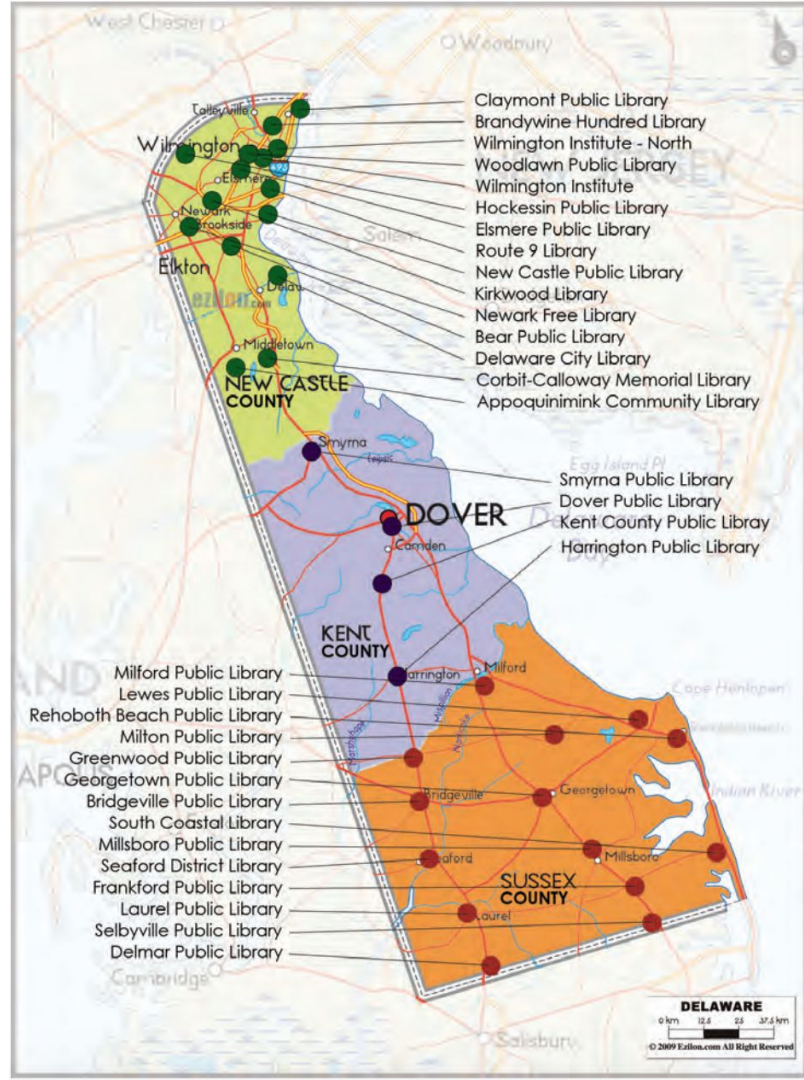 West Chester
Woodbury
Talleyville
Claymont Public Library
Brandywine Hundred Library
Wilmington
Wilmington Institute - North
Woodlawn Public Library
Wilmington Institute
495
Elsmere
Hockessin Public Library
Newark
Elsmere Public Library
Brookside
Salem
Route 9 Library
Elkton
New Castle Public Library
Kirkwood Library
ezilon.com
Newark Free Library
Bear Public Library
Middletown
Delaware City Library
NEW CASTLE
COUNTY
Corbit-Calloway Memorial Library
Appoquinimink Community Library
Smyrna
Egg Island Pt
Smyrna Public Library
Dover Public Library
DOVER
Kent County Public Libray
Camden
Harrington Public Library
Delaware
Bay
KENT
COUNTY
Milford Public Library
Milford
Lewes Public Library
Cape Henlopen
Rehoboth Beach Public Library
Milton Public Library
Greenwood Public Library
Georgetown Public Library
Georgetown
Indian River
Bridgeville Public Library
Bridgeville
South Coastal Library
Millsboro Public Library
Millsboro
Seaford District Library
Frankford Public Library
SUSSEX
COUNTY
Laurel Public Library
Laurel
Selbyville Public Library
Delmar Public Library
Cambridge
Salisbury
DELAWARE
0 km 12.5 25 37.5 km
© 2009 Ezilon.com All Right Reserved